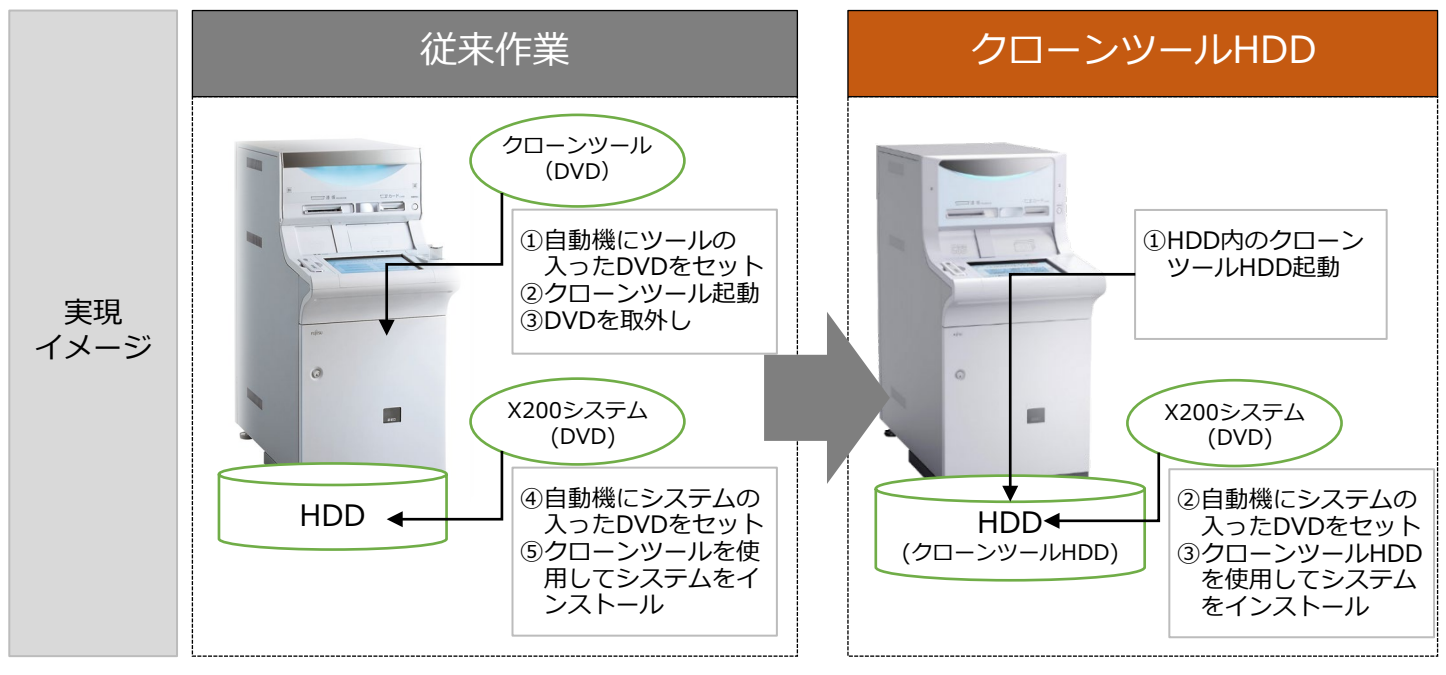 従来作業
クローンツールHDD
実現
イメージ
クローンツール
（DVD）
①自動機にツールの
入ったDVDをセット
②クローンツール起動
③DVDを取外し
X200システム
(DVD)
HDD
④自動機にシステムの
入ったDVDをセット
⑤クローンツールを使
用してシステムをイ
ンストール
①HDD内のクローン
ツールHDD起動
X200システム
(DVD)
HDD
(クローンツールHDD)
②自動機にシステムの
入ったDVDをセット
③クローンツールHDD
を使用してシステム
をインストール